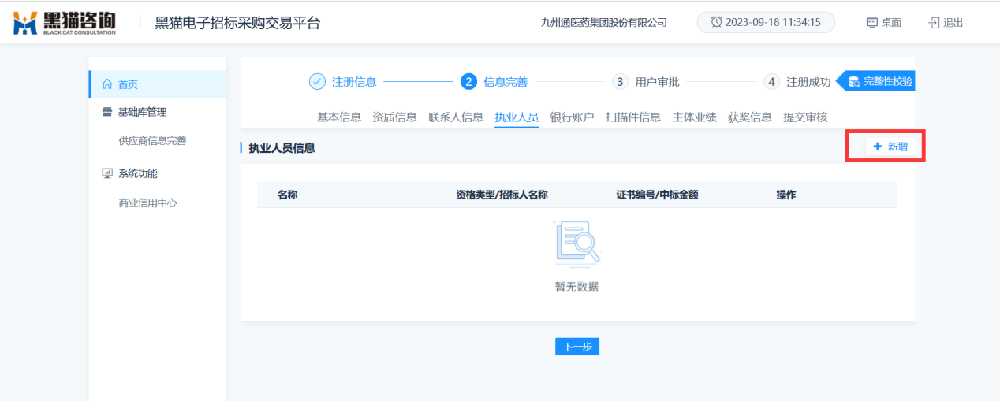 黑猫咨询
BLACK CAT CONSULTATION
黑猫电子招标采购交易平台
九州通医药集团股份有限公司
2023-09-18 11:34:15
桌面
退出
首页
基础库管理
供应商信息完善
系统功能
商业信用中心
注册信息
2 信息完善
3 用户审批
4 注册成功
完整性校验
基本信息 资质信息 联系人信息 执业人员 银行账户 扫描件信息 主体业绩 获奖信息 提交审核
执业人员信息
+ 新增
名称 资格类型/招标人名称 证书编号/中标金额 操作
暂无数据
下一步